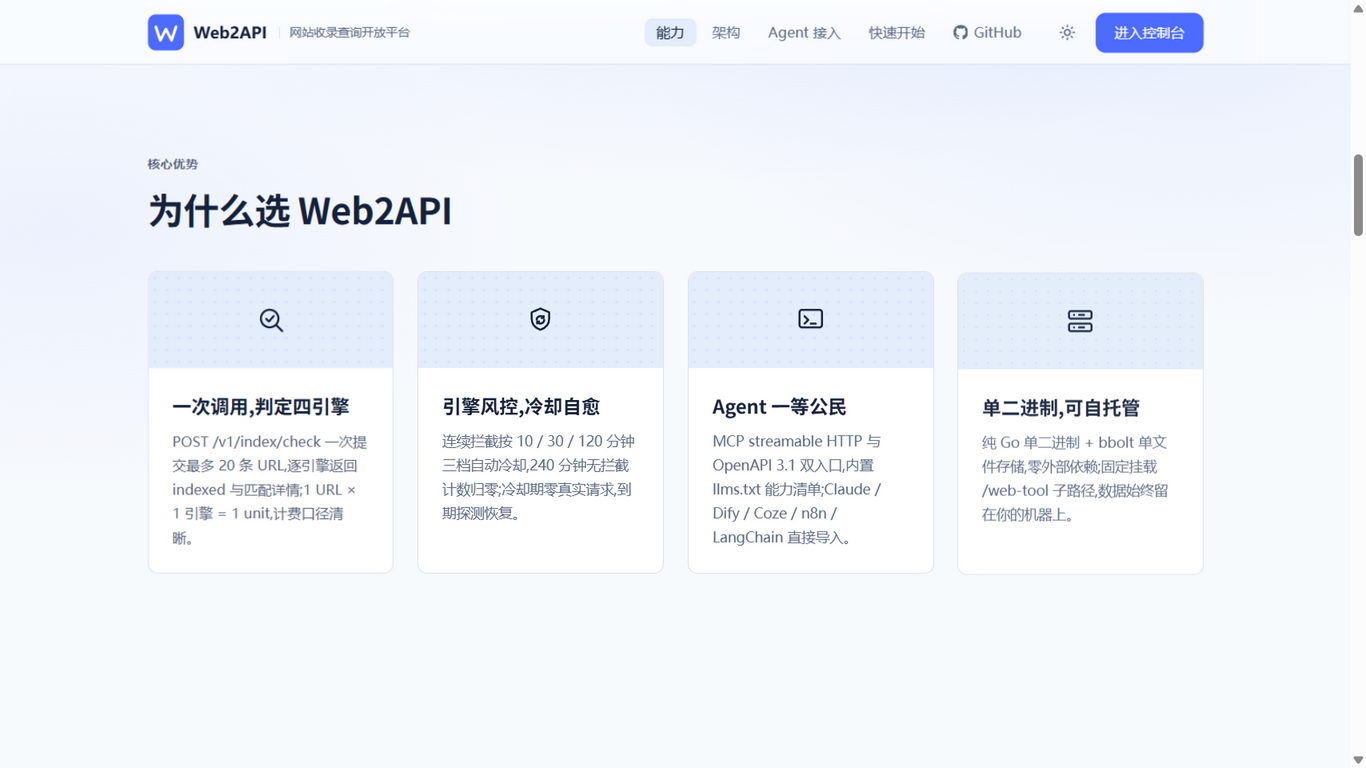 Web2API
网站收录查询开放平台
能力
架构
Agent 接入
快速开始
GitHub
进入控制台
核心优势
为什么选 Web2API
一次调用,判定四引擎
POST /v1/index/check 一次提
交最多 20 条 URL,逐引擎返回
indexed 与匹配详情;1 URL ×
1 引擎 = 1 unit,计费口径清
晰。
引擎风控,冷却自愈
连续拦截按 10 / 30 / 120 分钟
三档自动冷却,240 分钟无拦截
计数归零;冷却期零真实请求,到
期探测恢复。
Agent 一等公民
MCP streamable HTTP 与
OpenAPI 3.1 双入口,内置
llms.txt 能力清单;Claude /
Dify / Coze / n8n /
LangChain 直接导入。
单二进制,可自托管
纯 Go 单二进制 + bbolt 单文
件存储,零外部依赖;固定挂载
/web-tool 子路径,数据始终留
在你的机器上。